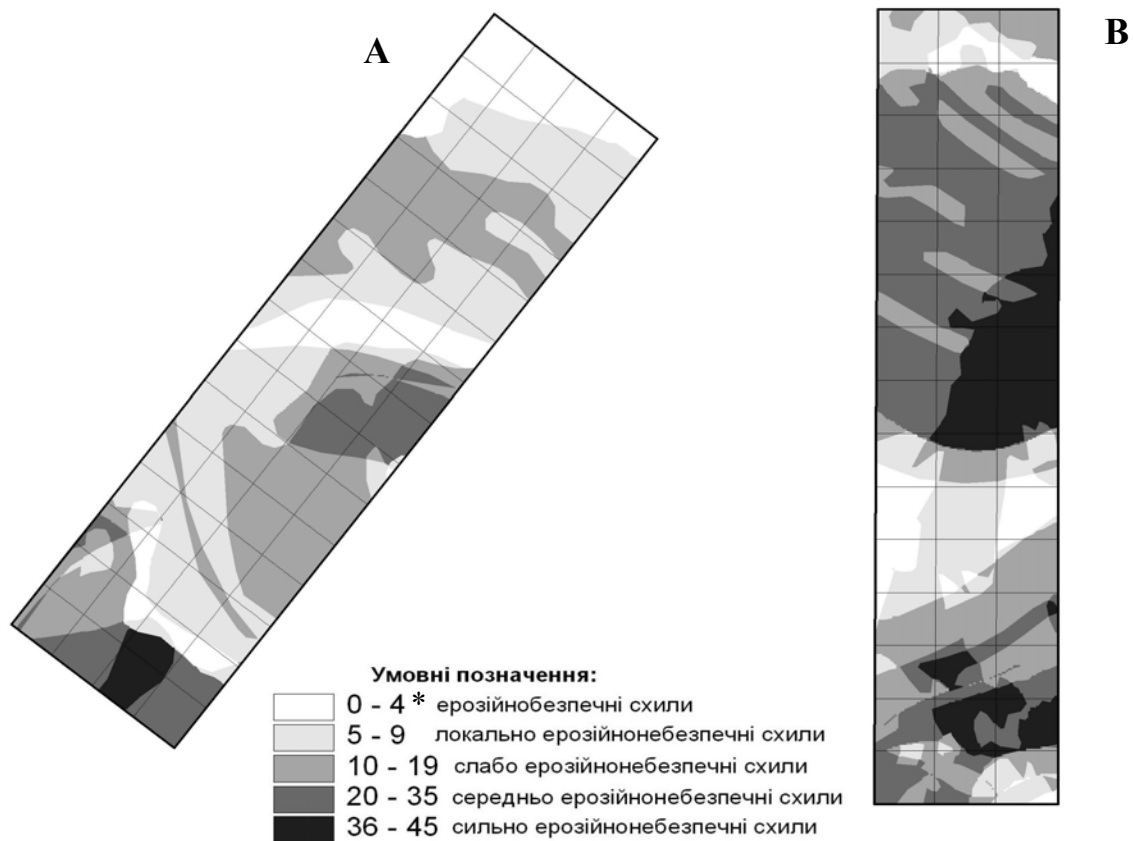 А
В
Умовні позначення:
0 - 4 * ерозійнобезпечні схили
5 - 9 локально ерозійнонебезпечні схили
10 - 19 слабо ерозійнонебезпечні схили
20 - 35 середньо ерозійнонебезпечні схили
36 - 45 сильно ерозійнонебезпечні схили